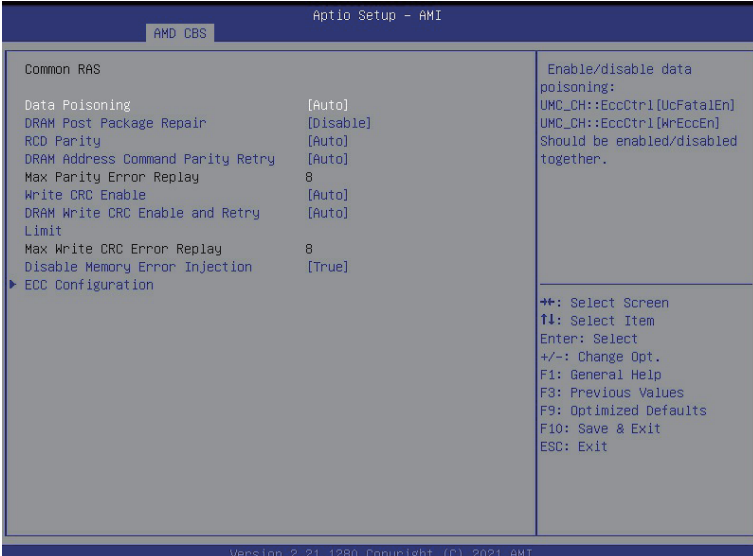 Aptio Setup - AMI
AMD CBS
Common RAS
Data Poisoning [Auto]
DRAM Post Package Repair [Disable]
RCD Parity [Auto]
DRAM Address Command Parity Retry [Auto]
Max Parity Error Replay 8
Write CRC Enable [Auto]
DRAM Write CRC Enable and Retry [Auto]
Limit
Max Write CRC Error Replay 8
Disable Memory Error Injection [True]
ECC Configuration
Enable/disable data
poisoning:
UMC_CH::EccCtrl[UcFatalEn]
UMC_CH::EccCtrl[WrEccEn]
Should be enabled/disabled
together.
→←: Select Screen
↑↓: Select Item
Enter: Select
+/-: Change Opt.
F1: General Help
F3: Previous Values
F9: Optimized Defaults
F10: Save & Exit
ESC: Exit
Version 2.21.1280 Copyright (C) 2021 AMI